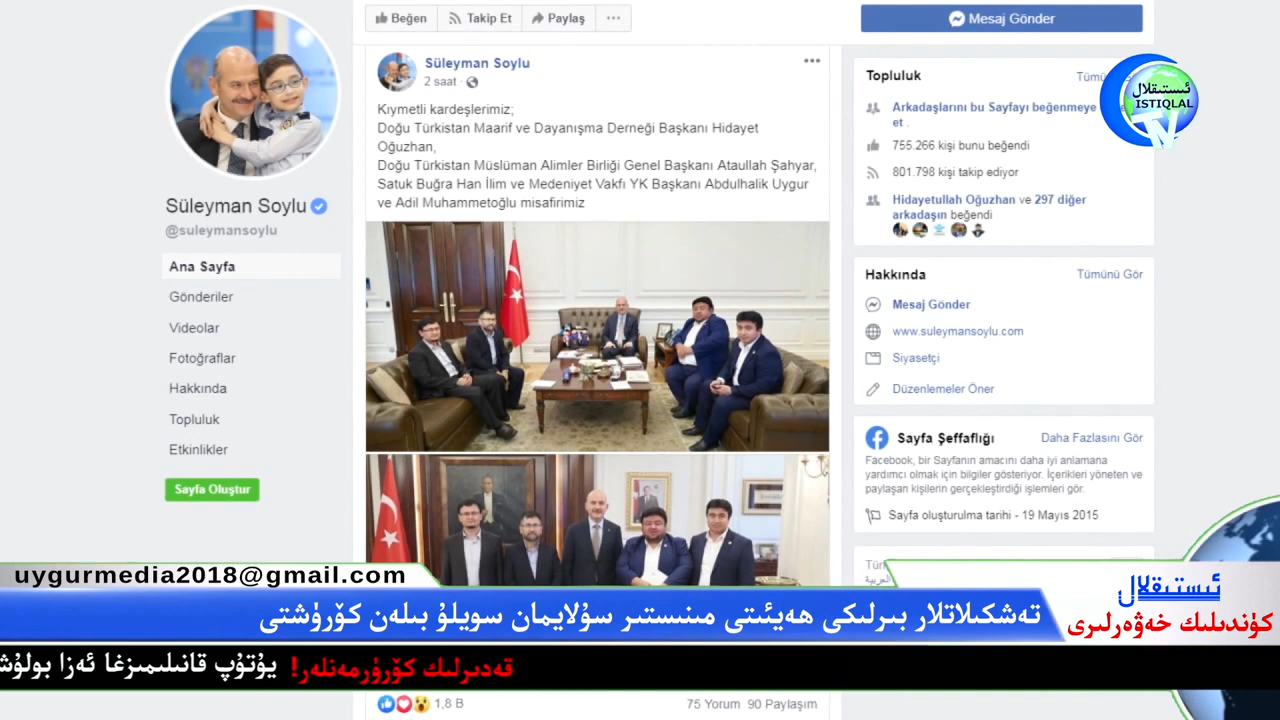 Beğen
Takip Et
Paylaş
Mesaj Gönder
Süleyman Soylu
2 saat
Kıymetli kardeşlerimiz;
Doğu Türkistan Maarif ve Dayanışma Derneği Başkanı Hidayet
Oğuzhan,
Doğu Türkistan Müslüman Alimler Birliği Genel Başkanı Ataullah Şahyar,
Satuk Buğra Han İlim ve Medeniyet Vakfı YK Başkanı Abdulhalik Uygur
ve Adil Muhammetoğlu misafirimiz
Süleyman Soylu
@suleymansoylu
Ana Sayfa
Gönderiler
Videolar
Fotoğraflar
Hakkında
Topluluk
Etkinlikler
Sayfa Oluştur
Topluluk
Arkadaşlarını bu Sayfayı beğenmeye
et .
755.266 kişi bunu beğendi
801.798 kişi takip ediyor
Hidayetullah Oğuzhan ve 297 diğer
arkadaşın beğendi
ئىستىقلال
ISTIQLAL
TV
Hakkında
Tümünü Gör
Mesaj Gönder
www.suleymansoylu.com
Siyasetçi
Düzenlemeler Öner
Sayfa Şeffaflığı
Daha Fazlasını Gör
Facebook, bir Sayfanın amacını daha iyi anlamana
yardımcı olmak için bilgiler gösteriyor. İçerikleri yöneten ve
paylaşan kişilerin gerçekleştirdiği işlemleri gör.
Sayfa oluşturulma tarihi - 19 Mayıs 2015
العربية
uygurmedia2018@gmail.com
تەشكىلاتلار بىرلىكى ھەيئىتى مىنىستىر سۇلايمان سويلۇ بىلەن كۆرۈشتى
ئىستىقلال
كۈندىلىك خەۋەرلىرى
قەدىرلىك كۆرۈرمەنلەر! يۇتۇپ قانىلىمىزغا ئەزا بولۇش
1,8 B
75 Yorum 90 Paylaşım